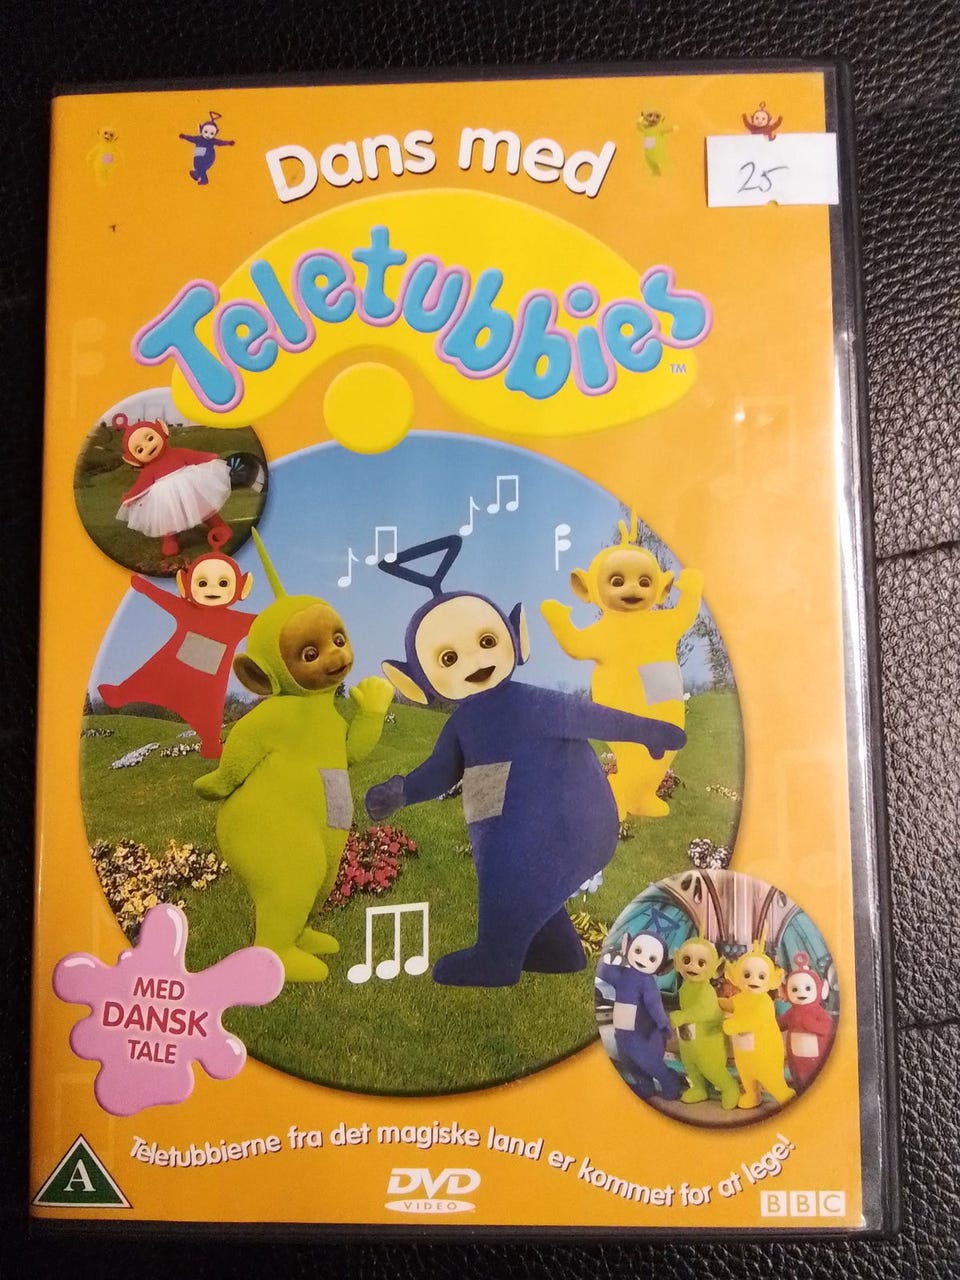 Dans med
25
Teletubbies
TM
MED
DANSK
TALE
Teletubbierne fra det magiske land er kommet for at lege!
A
DVD
VIDEO
BBC